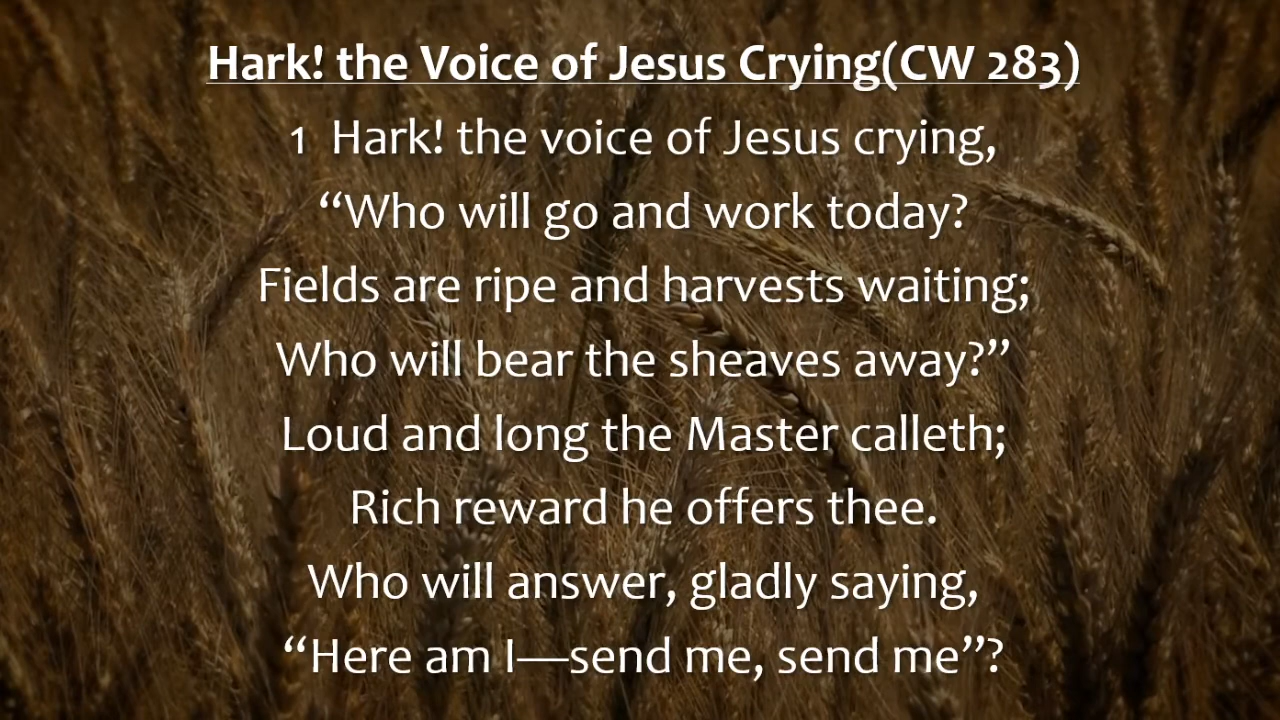 Hark! the Voice of Jesus Crying(CW 283)
1 Hark! the voice of Jesus crying,
“Who will go and work today?
Fields are ripe and harvests waiting;
Who will bear the sheaves away?”
Loud and long the Master calleth;
Rich reward he offers thee.
Who will answer, gladly saying,
“Here am I—send me, send me”?